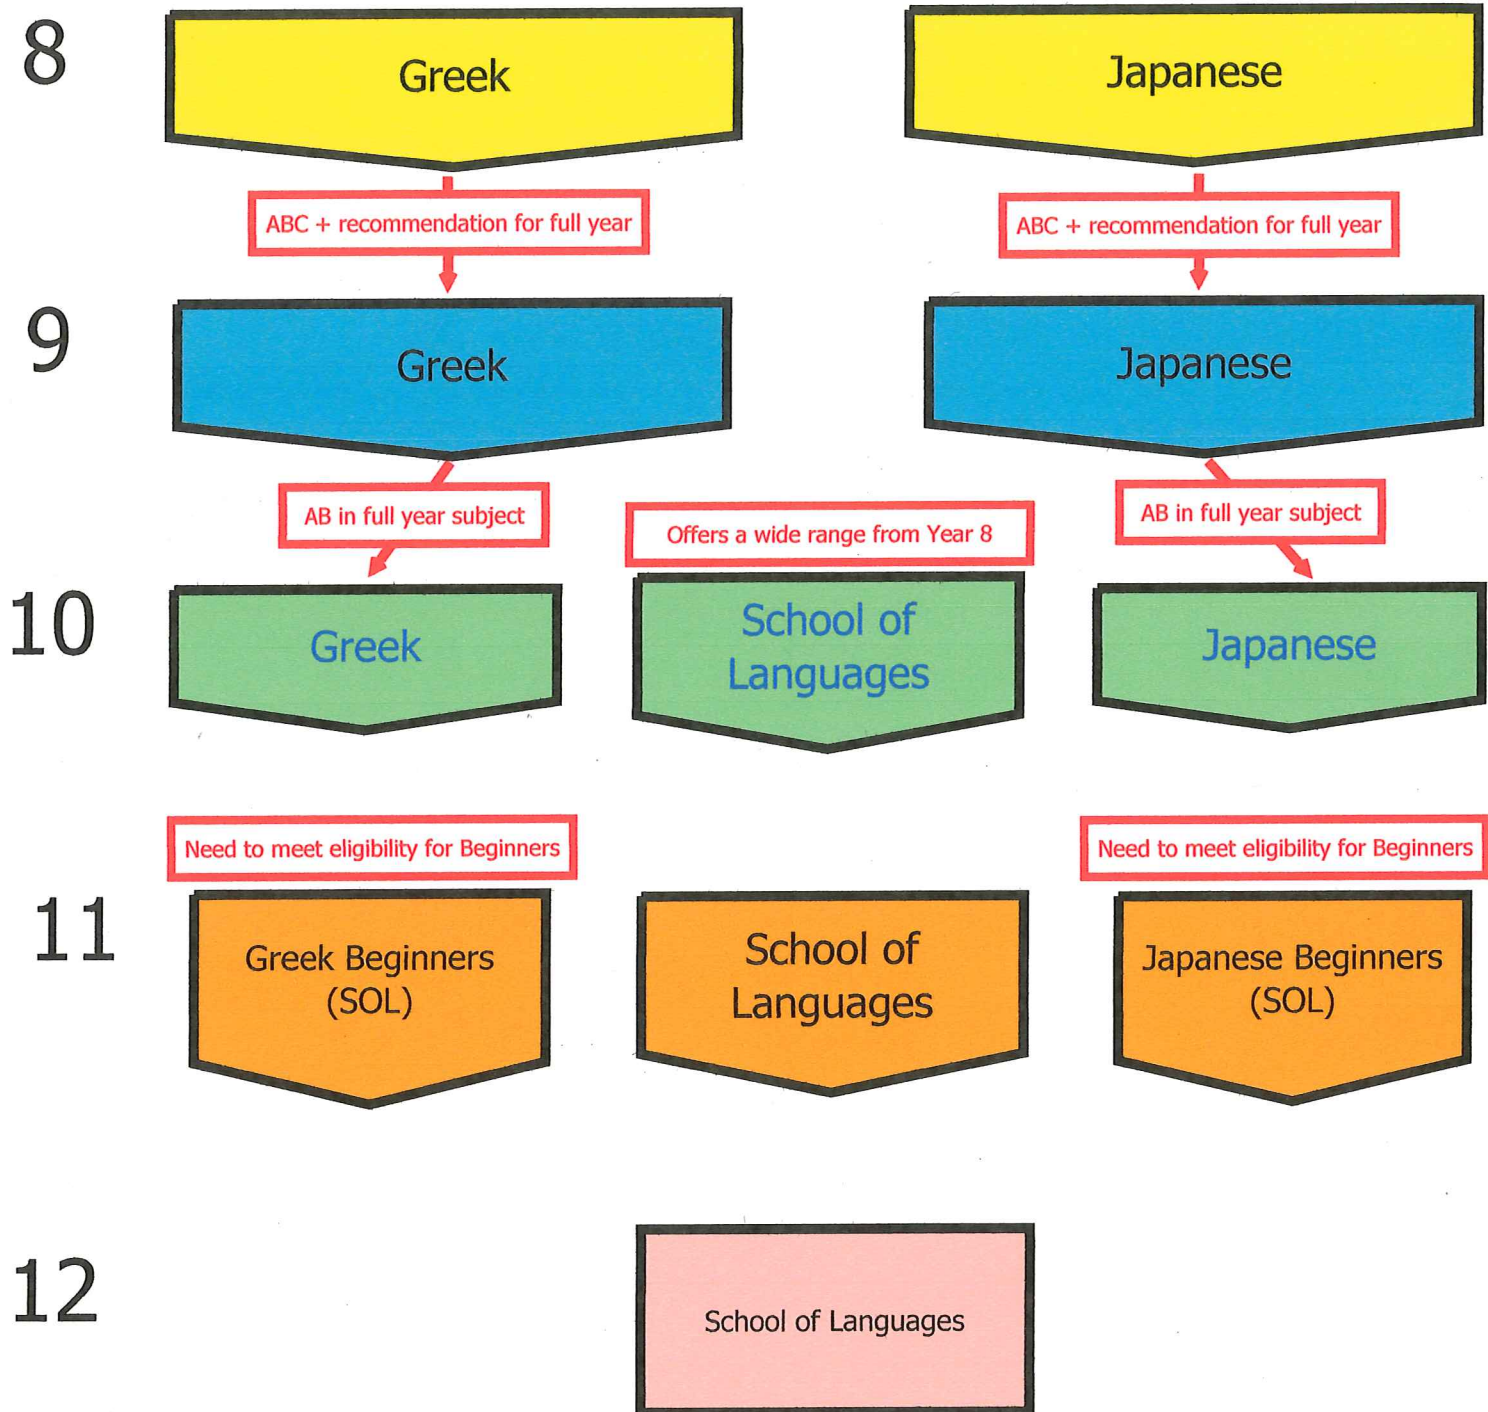 8
Greek
Japanese
ABC + recommendation for full year
ABC + recommendation for full year
9
Greek
Japanese
AB in full year subject
Offers a wide range from Year 8
AB in full year subject
10
Greek
School of
Languages
Japanese
Need to meet eligibility for Beginners
Need to meet eligibility for Beginners
11
Greek Beginners
(SOL)
School of
Languages
Japanese Beginners
(SOL)
12
School of Languages